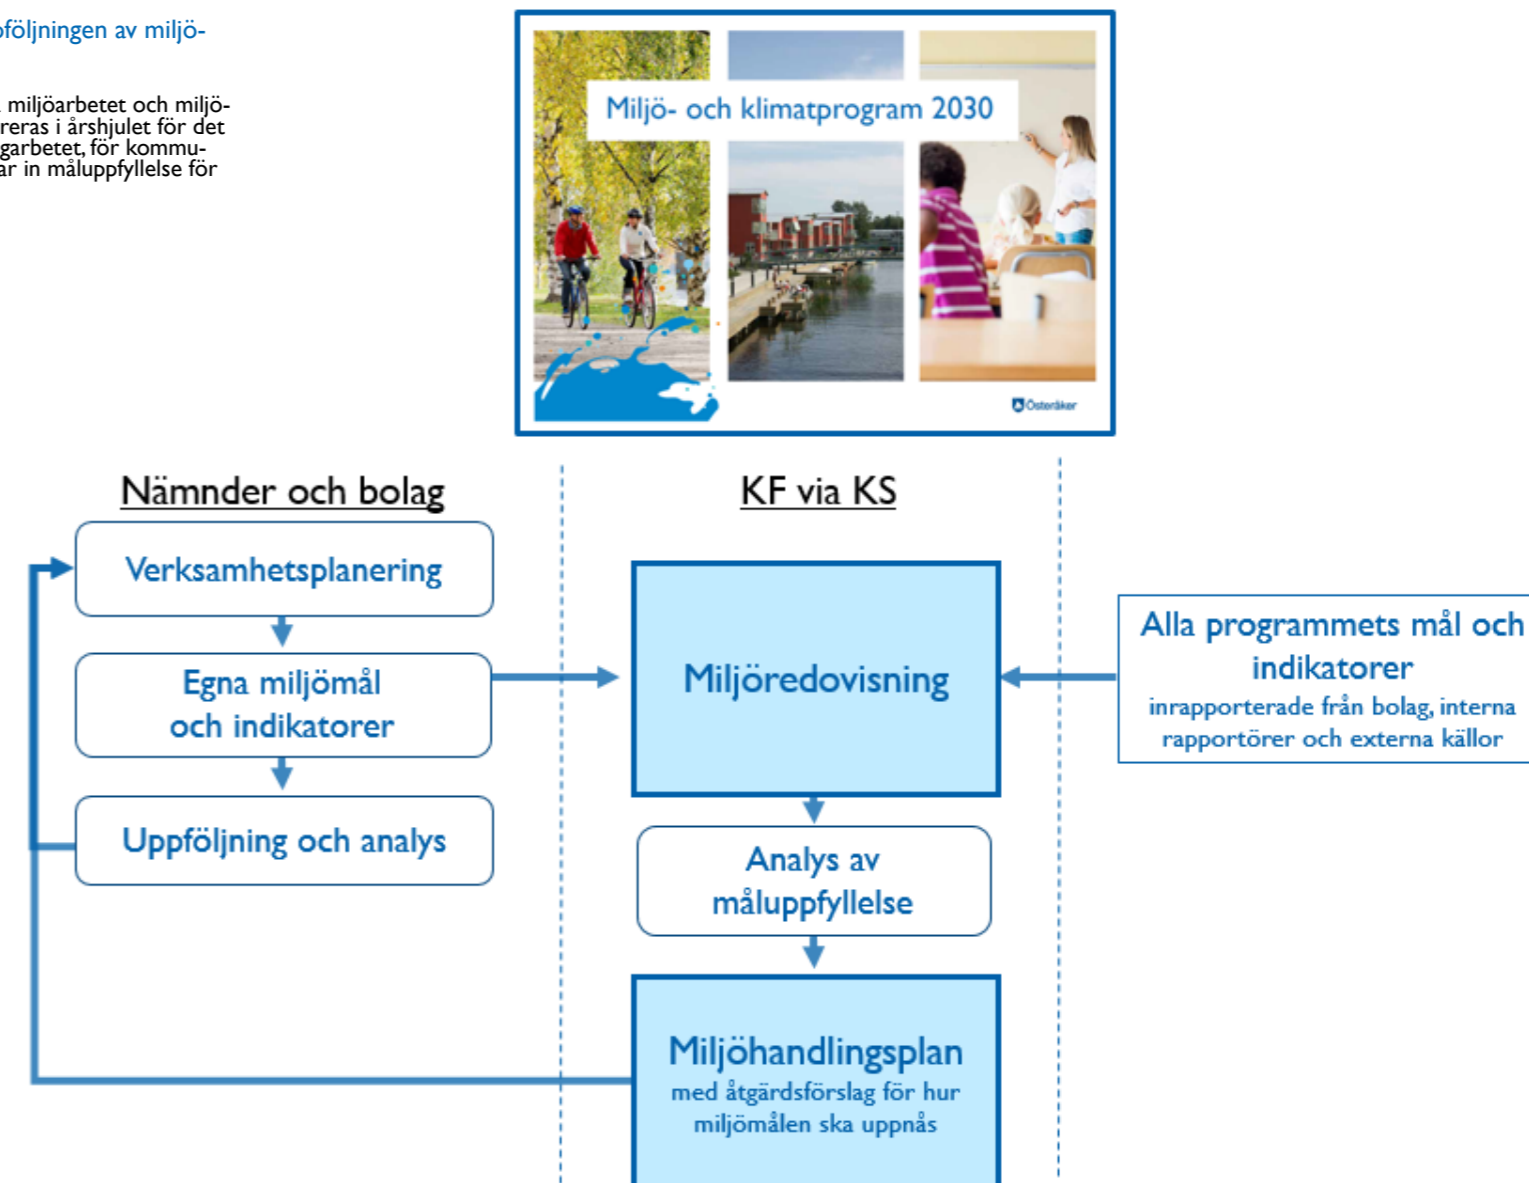 följningen av miljö-
miljöarbetet och miljö-
reras i årshjulet för det
garbetet, för kommu-
ar in måluppfyllelse för
Miljö- och klimatprogram 2030
Österåker
Nämnder och bolag
KF via KS
Verksamhetsplanering
Egna miljömål
och indikatorer
Uppföljning och analys
Miljöredovisning
Analys av
måluppfyllelse
Miljöhandlingsplan
med åtgärdsförslag för hur
miljömålen ska uppnås
Alla programmets mål och
indikatorer
inrapporterade från bolag, interna
rapportörer och externa källor